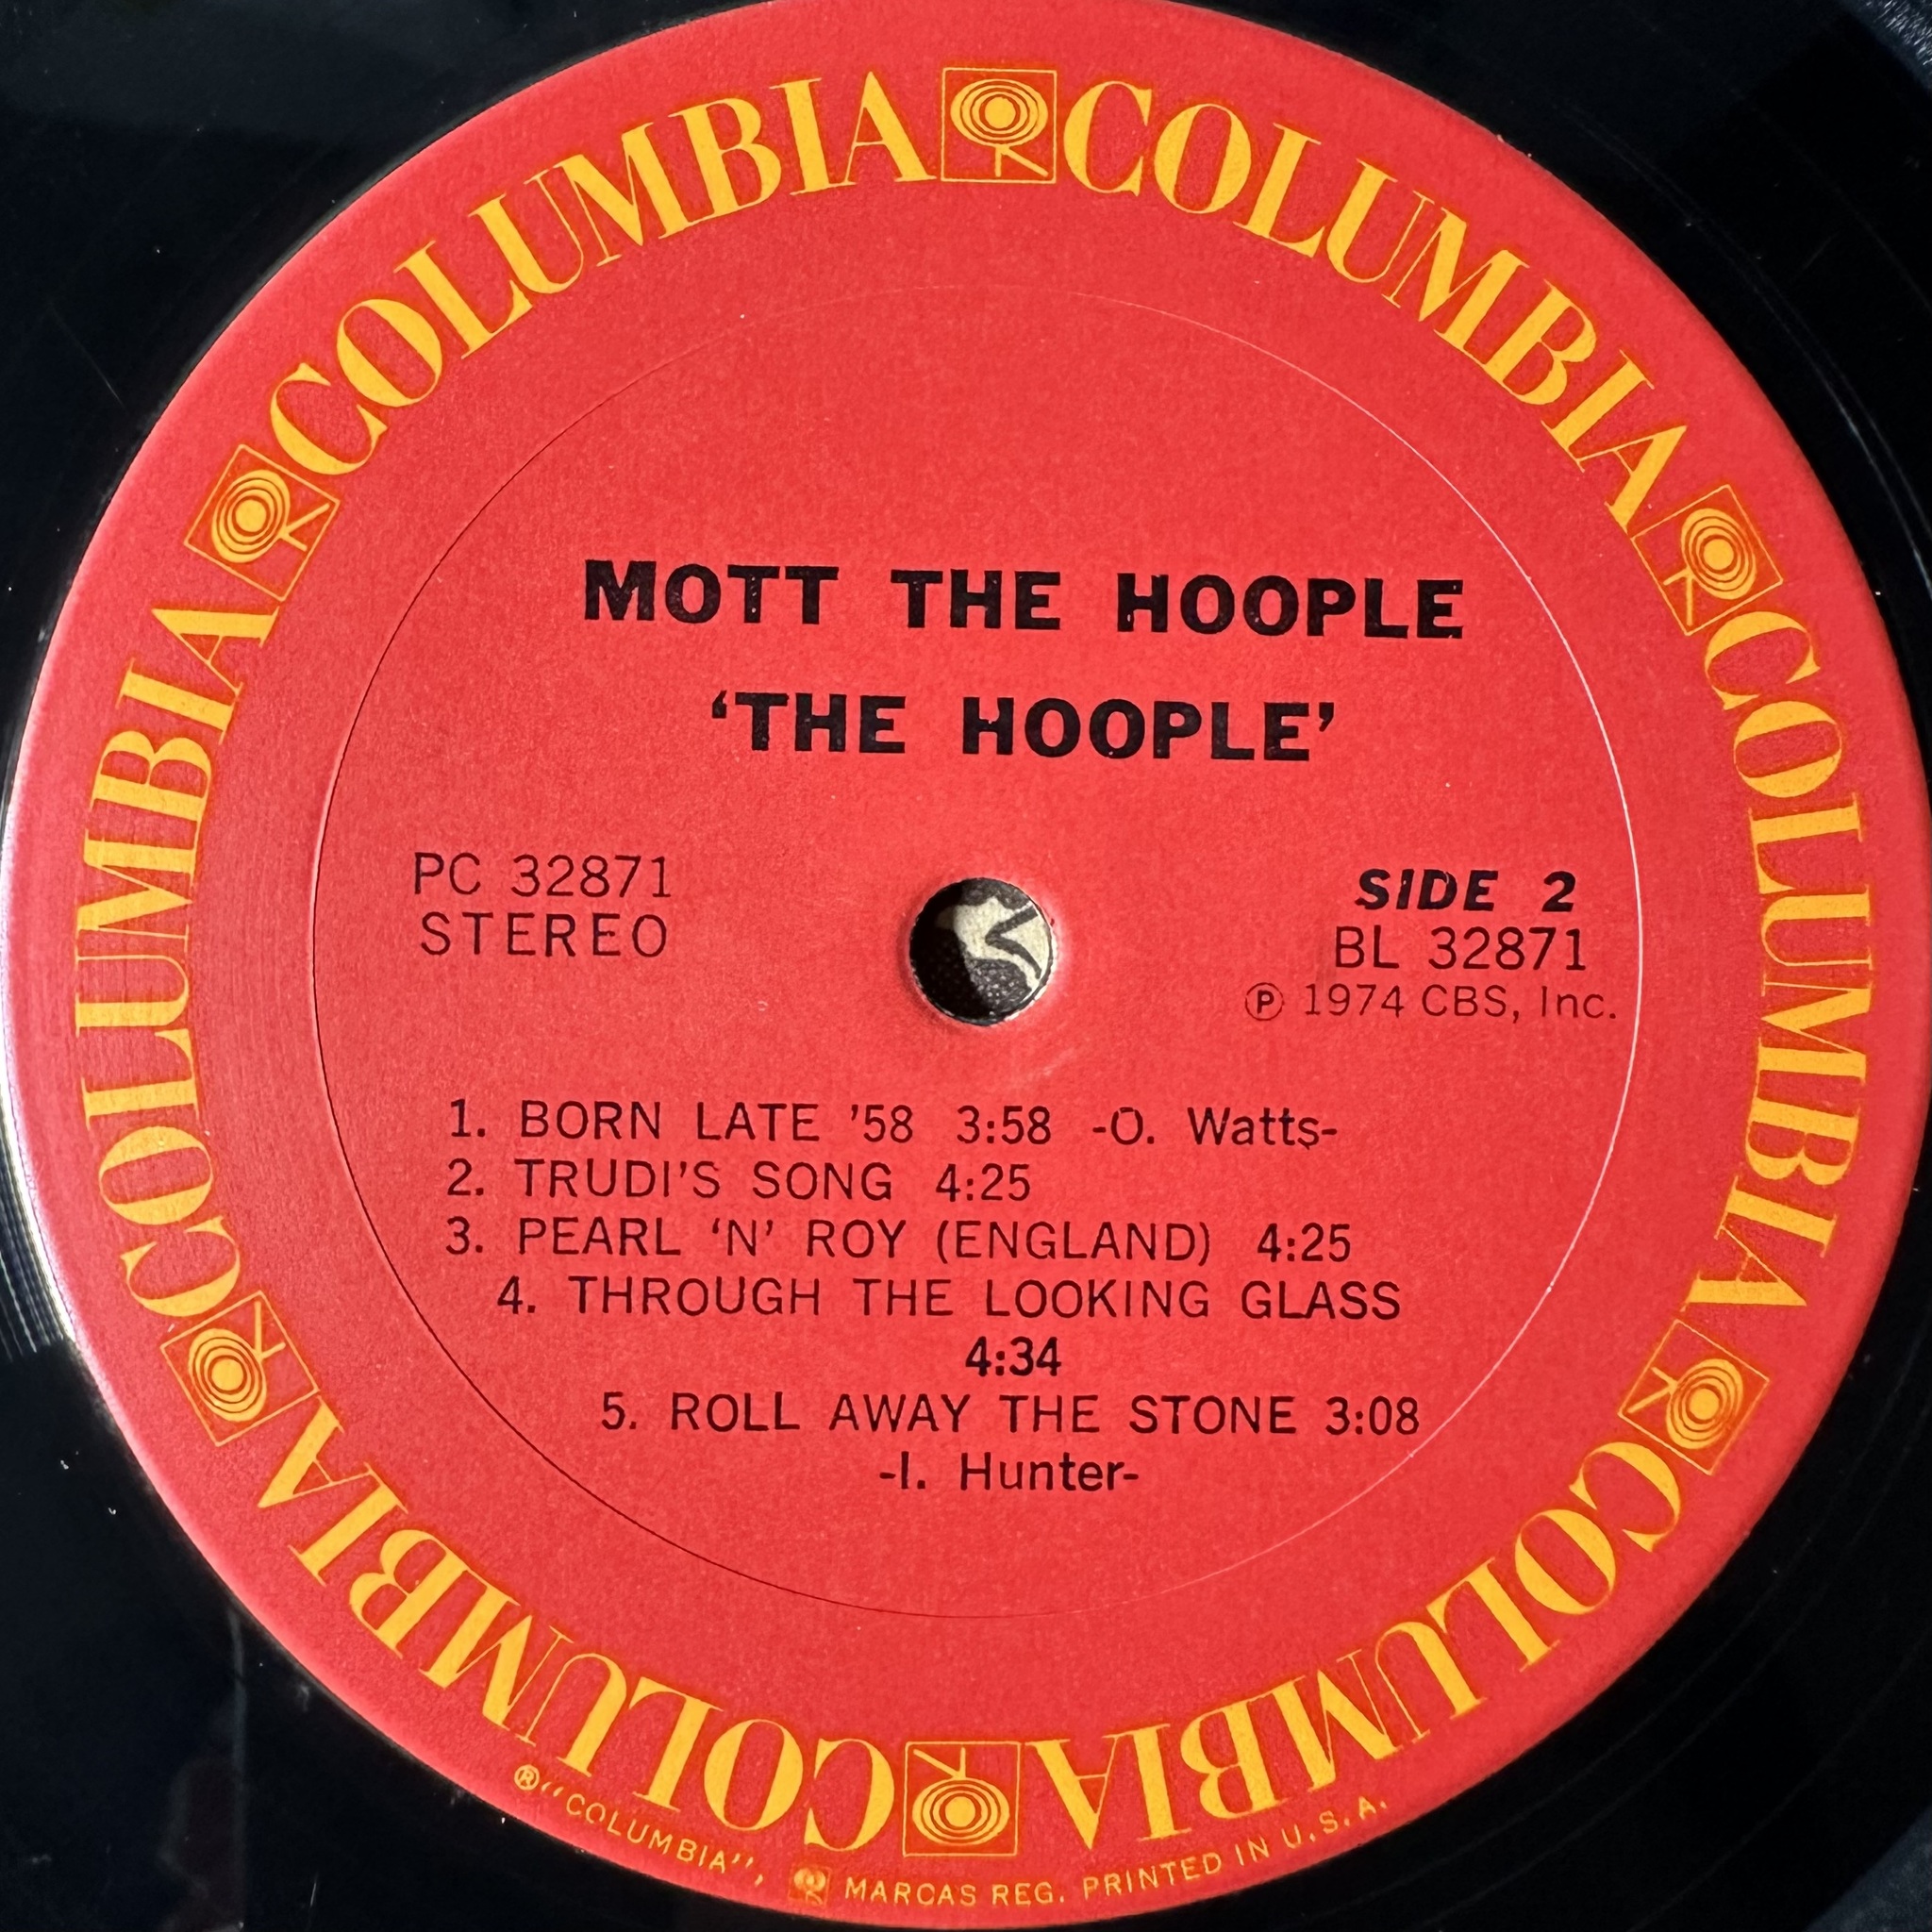 COLUMBIA COLUMBIA COLUMBIA COLUMBIA COLUMBIA COLUMBIA
MOTT THE HOOPLE
‘THE HOOPLE’
PC 32871
STEREO
SIDE 2
BL 32871
Ⓟ 1974 CBS, Inc.
1. BORN LATE ’58 3:58 -O. Watts-
2. TRUDI’S SONG 4:25
3. PEARL ‘N’ ROY (ENGLAND) 4:25
4. THROUGH THE LOOKING GLASS
4:34
5. ROLL AWAY THE STONE 3:08
-I. Hunter-
®“COLUMBIA”, MARCAS REG. PRINTED IN U.S.A.